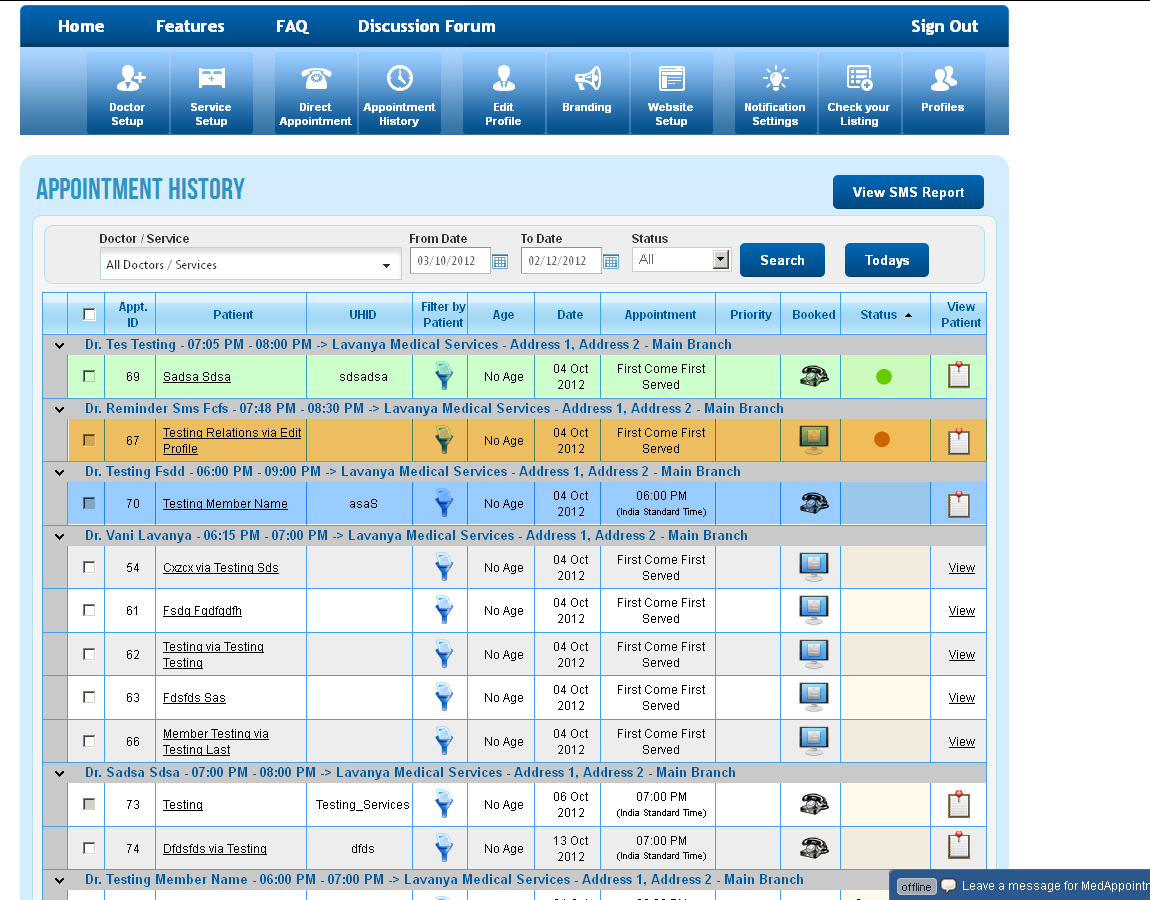 Home Features FAQ Discussion Forum Sign Out
Doctor Setup Service Setup Direct Appointment Appointment History Edit Profile Branding Website Setup Notification Settings Check your Listing Profiles
APPOINTMENT HISTORY
View SMS Report
Doctor / Service From Date To Date Status
All Doctors / Services 03/10/2012 02/12/2012 All Search Todays
Appt. ID Patient UHID Filter by Patient Age Date Appointment Priority Booked Status View Patient
Dr. Tes Testing - 07:05 PM - 08:00 PM -> Lavanya Medical Services - Address 1, Address 2 - Main Branch
69 Sadsa Sdsa sdsadsa No Age 04 Oct 2012 First Come First Served
Dr. Reminder Sms Fcfs - 07:48 PM - 08:30 PM -> Lavanya Medical Services - Address 1, Address 2 - Main Branch
67 Testing Relations via Edit Profile No Age 04 Oct 2012 First Come First Served
Dr. Testing Fsdd - 06:00 PM - 09:00 PM -> Lavanya Medical Services - Address 1, Address 2 - Main Branch
70 Testing Member Name asaS No Age 04 Oct 2012 06:00 PM (India Standard Time)
Dr. Vani Lavanya - 06:15 PM - 07:00 PM -> Lavanya Medical Services - Address 1, Address 2 - Main Branch
54 Cxzcx via Testing Sds No Age 04 Oct 2012 First Come First Served View
61 Fsdg Fgdfgdfh No Age 04 Oct 2012 First Come First Served View
62 Testing via Testing Testing No Age 04 Oct 2012 First Come First Served View
63 Fdsfds Sas No Age 04 Oct 2012 First Come First Served View
66 Member Testing via Testing Last No Age 04 Oct 2012 First Come First Served View
Dr. Sadsa Sdsa - 07:00 PM - 08:00 PM -> Lavanya Medical Services - Address 1, Address 2 - Main Branch
73 Testing Testing_Services No Age 06 Oct 2012 07:00 PM (India Standard Time)
74 Dfdsfds via Testing dfds No Age 13 Oct 2012 07:00 PM (India Standard Time)
Dr. Testing Member Name - 06:00 PM - 07:00 PM -> Lavanya Medical Services - Address 1, Address 2 - Main Branch
offline Leave a message for MedAppointm